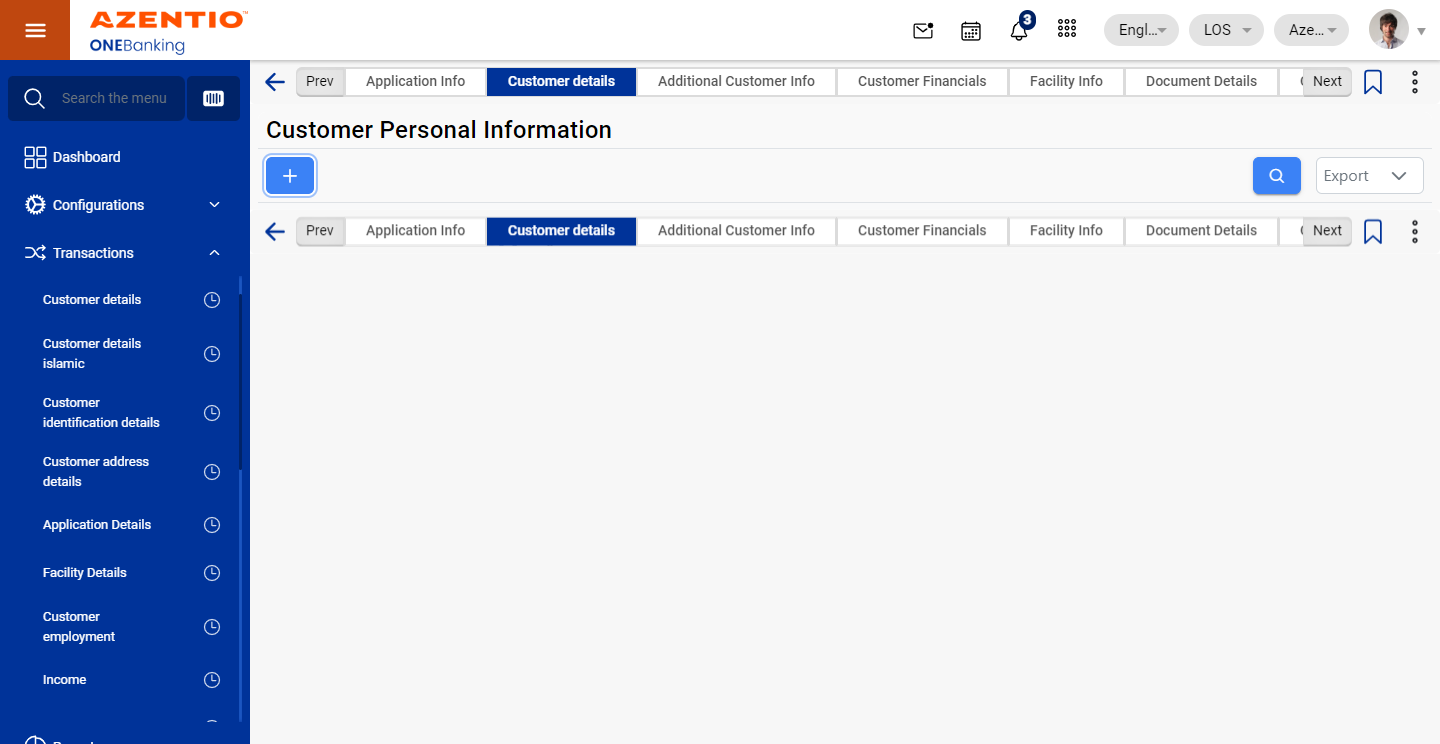 AZENTIO™
ONEBanking
3
Engl...
LOS
Aze...
Search the menu
Dashboard
Configurations
Transactions
Customer details
Customer details
islamic
Customer
identification details
Customer address
details
Application Details
Facility Details
Customer
employment
Income
Prev
Application Info
Customer details
Additional Customer Info
Customer Financials
Facility Info
Document Details
Next
Customer Personal Information
Export
Prev
Application Info
Customer details
Additional Customer Info
Customer Financials
Facility Info
Document Details
Next